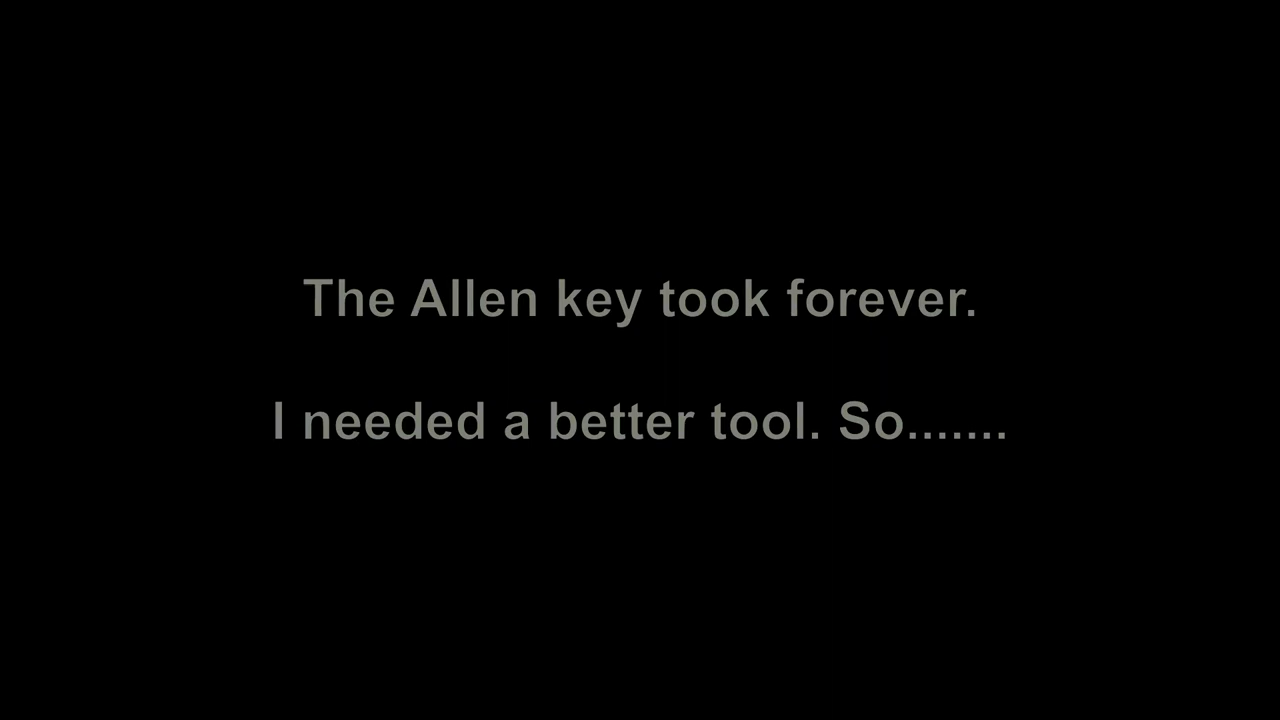 The Allen key took forever.
I needed a better tool. So.......